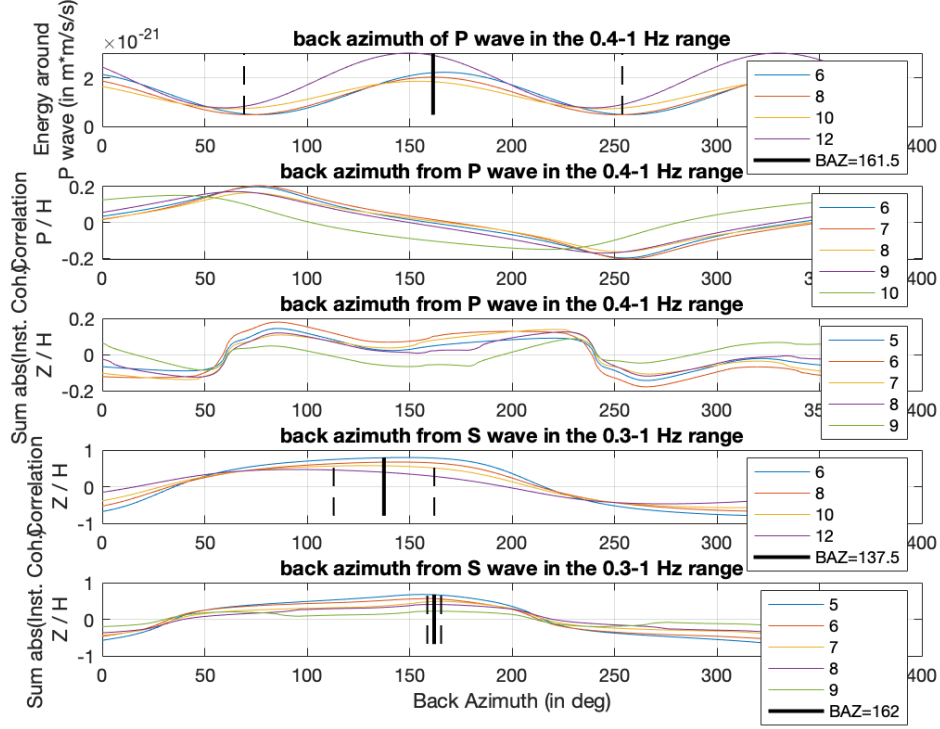 ×10^-21
back azimuth of P wave in the 0.4-1 Hz range
Energy around
P wave (in m*m/s/s)
2
0
0 50 100 150 200 250 300 400
6
8
10
12
BAZ=161.5
back azimuth from P wave in the 0.4-1 Hz range
Correlation
P / H
0.2
0
-0.2
0 50 100 150 200 250 300 35 400
6
7
8
9
10
back azimuth from P wave in the 0.4-1 Hz range
Sum abs(Inst. Coh.)
Z / H
0.2
0
-0.2
0 50 100 150 200 250 300 35 400
5
6
7
8
9
back azimuth from S wave in the 0.3-1 Hz range
Correlation
Z / H
1
0
-1
0 50 100 150 200 250 300 400
6
8
10
12
BAZ=137.5
back azimuth from S wave in the 0.3-1 Hz range
Sum abs(Inst. Coh.)
Z / H
1
0
-1
0 50 100 150 200 250 300 400
5
6
7
8
9
BAZ=162
Back Azimuth (in deg)